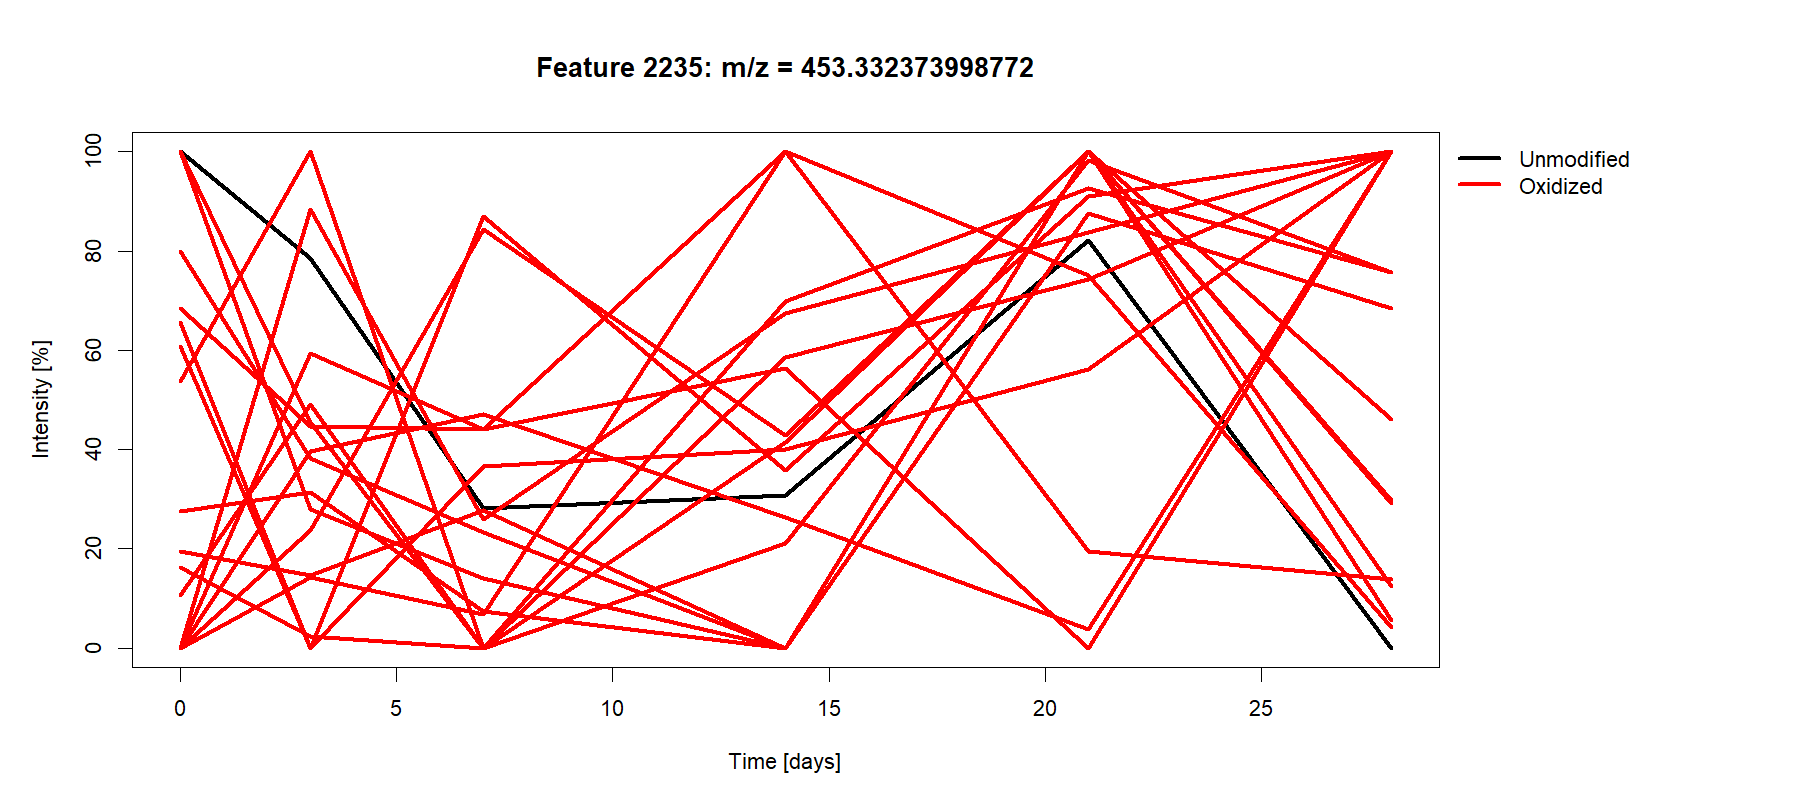 Feature 2235: m/z = 453.332373998772
Unmodified
Oxidized
100
80
60
40
20
0
Intensity [%]
0 5 10 15 20 25
Time [days]